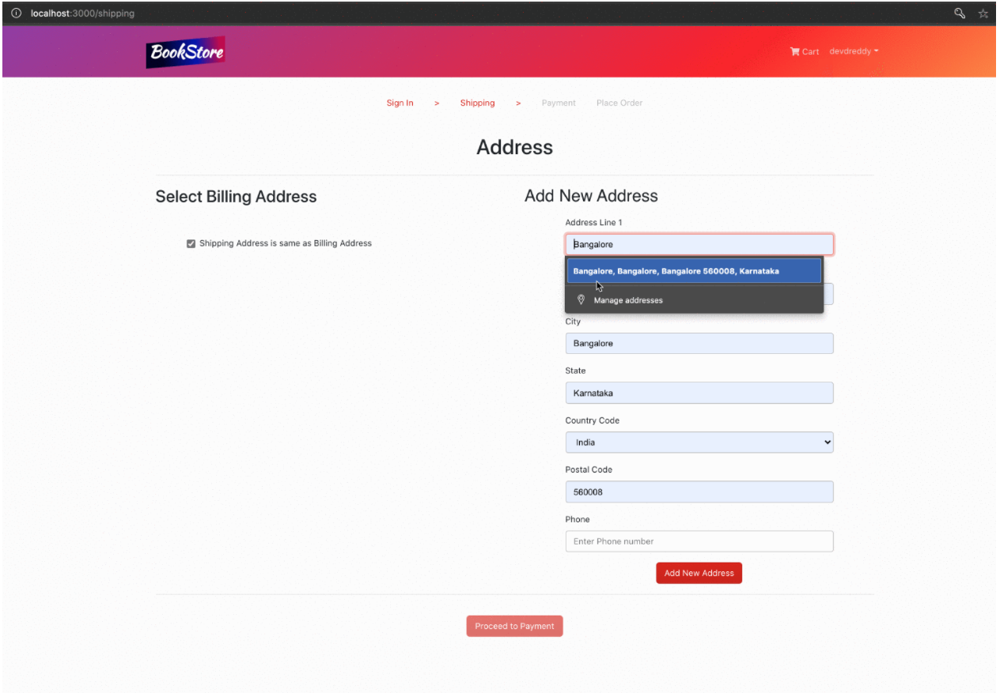 localhost:3000/shipping
BookStore
Cart devdreddy
Sign In > Shipping > Payment Place Order
Address
Select Billing Address
Shipping Address is same as Billing Address
Add New Address
Address Line 1
Bangalore
Bangalore, Bangalore, Bangalore 560008, Karnataka
Manage addresses
City
Bangalore
State
Karnataka
Country Code
India
Postal Code
560008
Phone
Enter Phone number
Add New Address
Proceed to Payment